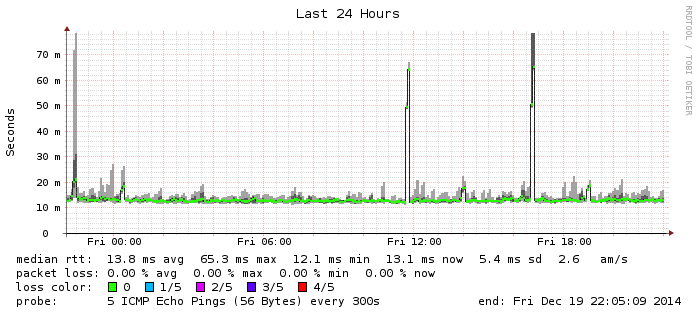 Last 24 Hours
RRDTOOL / TOBI OETIKER
Seconds
70 m
60 m
50 m
40 m
30 m
20 m
10 m
0
Fri 00:00 Fri 06:00 Fri 12:00 Fri 18:00
median rtt: 13.8 ms avg 65.3 ms max 12.1 ms min 13.1 ms now 5.4 ms sd 2.6 am/s
packet loss: 0.00 % avg 0.00 % max 0.00 % min 0.00 % now
loss color: 0 1/5 2/5 3/5 4/5
probe: 5 ICMP Echo Pings (56 Bytes) every 300s end: Fri Dec 19 22:05:09 2014